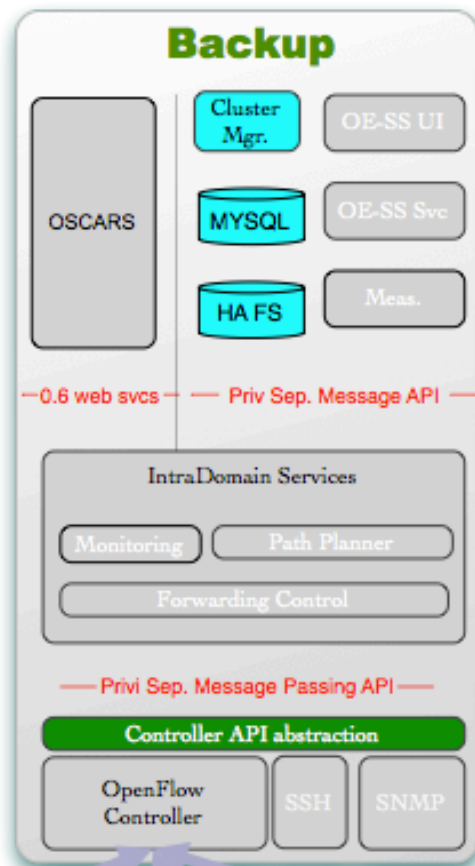 Backup
OSCARS
Cluster
Mgr.
OE-SS UI
MYSQL
OE-SS Svc
HA FS
Meas.
0.6 web svcs
Priv Sep. Message API
IntraDomain Services
Monitoring
Path Planner
Forwarding Control
Privi Sep. Message Passing API
Controller API abstraction
OpenFlow
Controller
SSH
SNMP